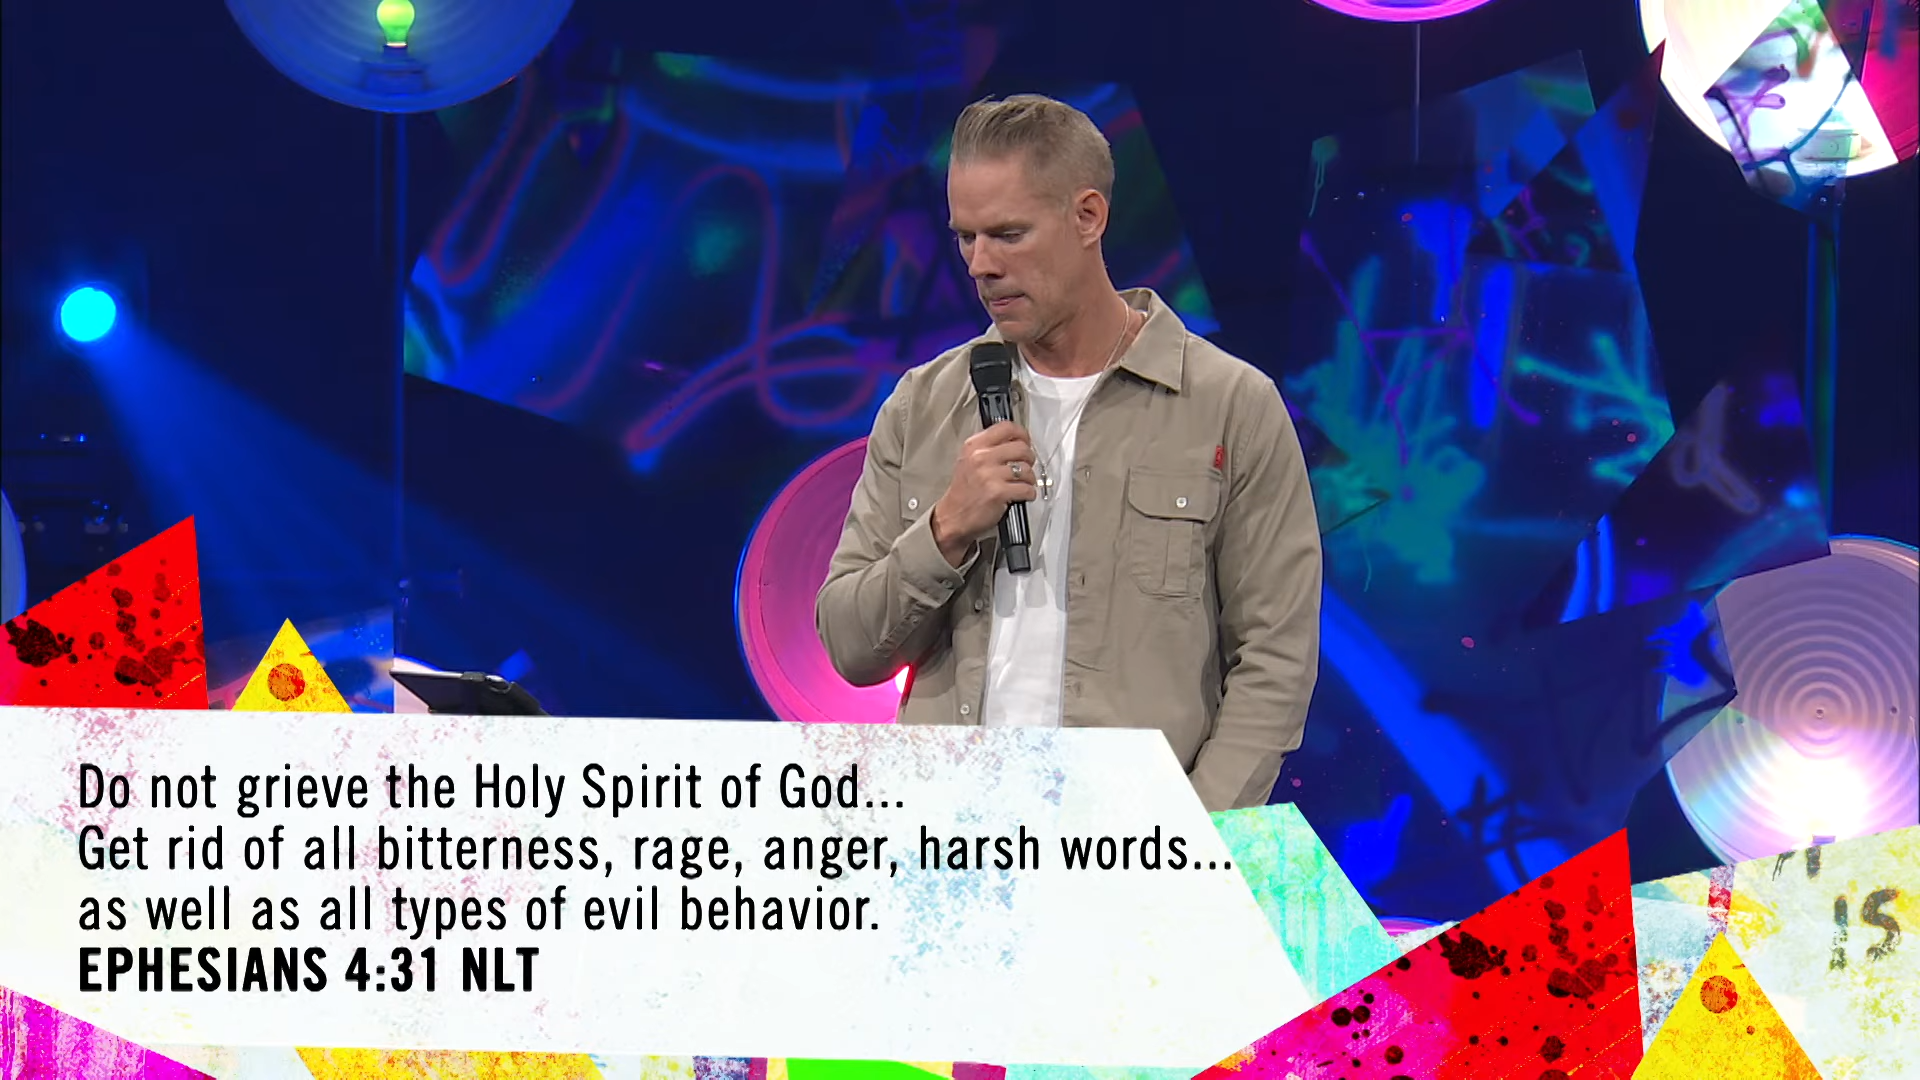 Do not grieve the Holy Spirit of God...
Get rid of all bitterness, rage, anger, harsh words...
as well as all types of evil behavior.
EPHESIANS 4:31 NLT
IS